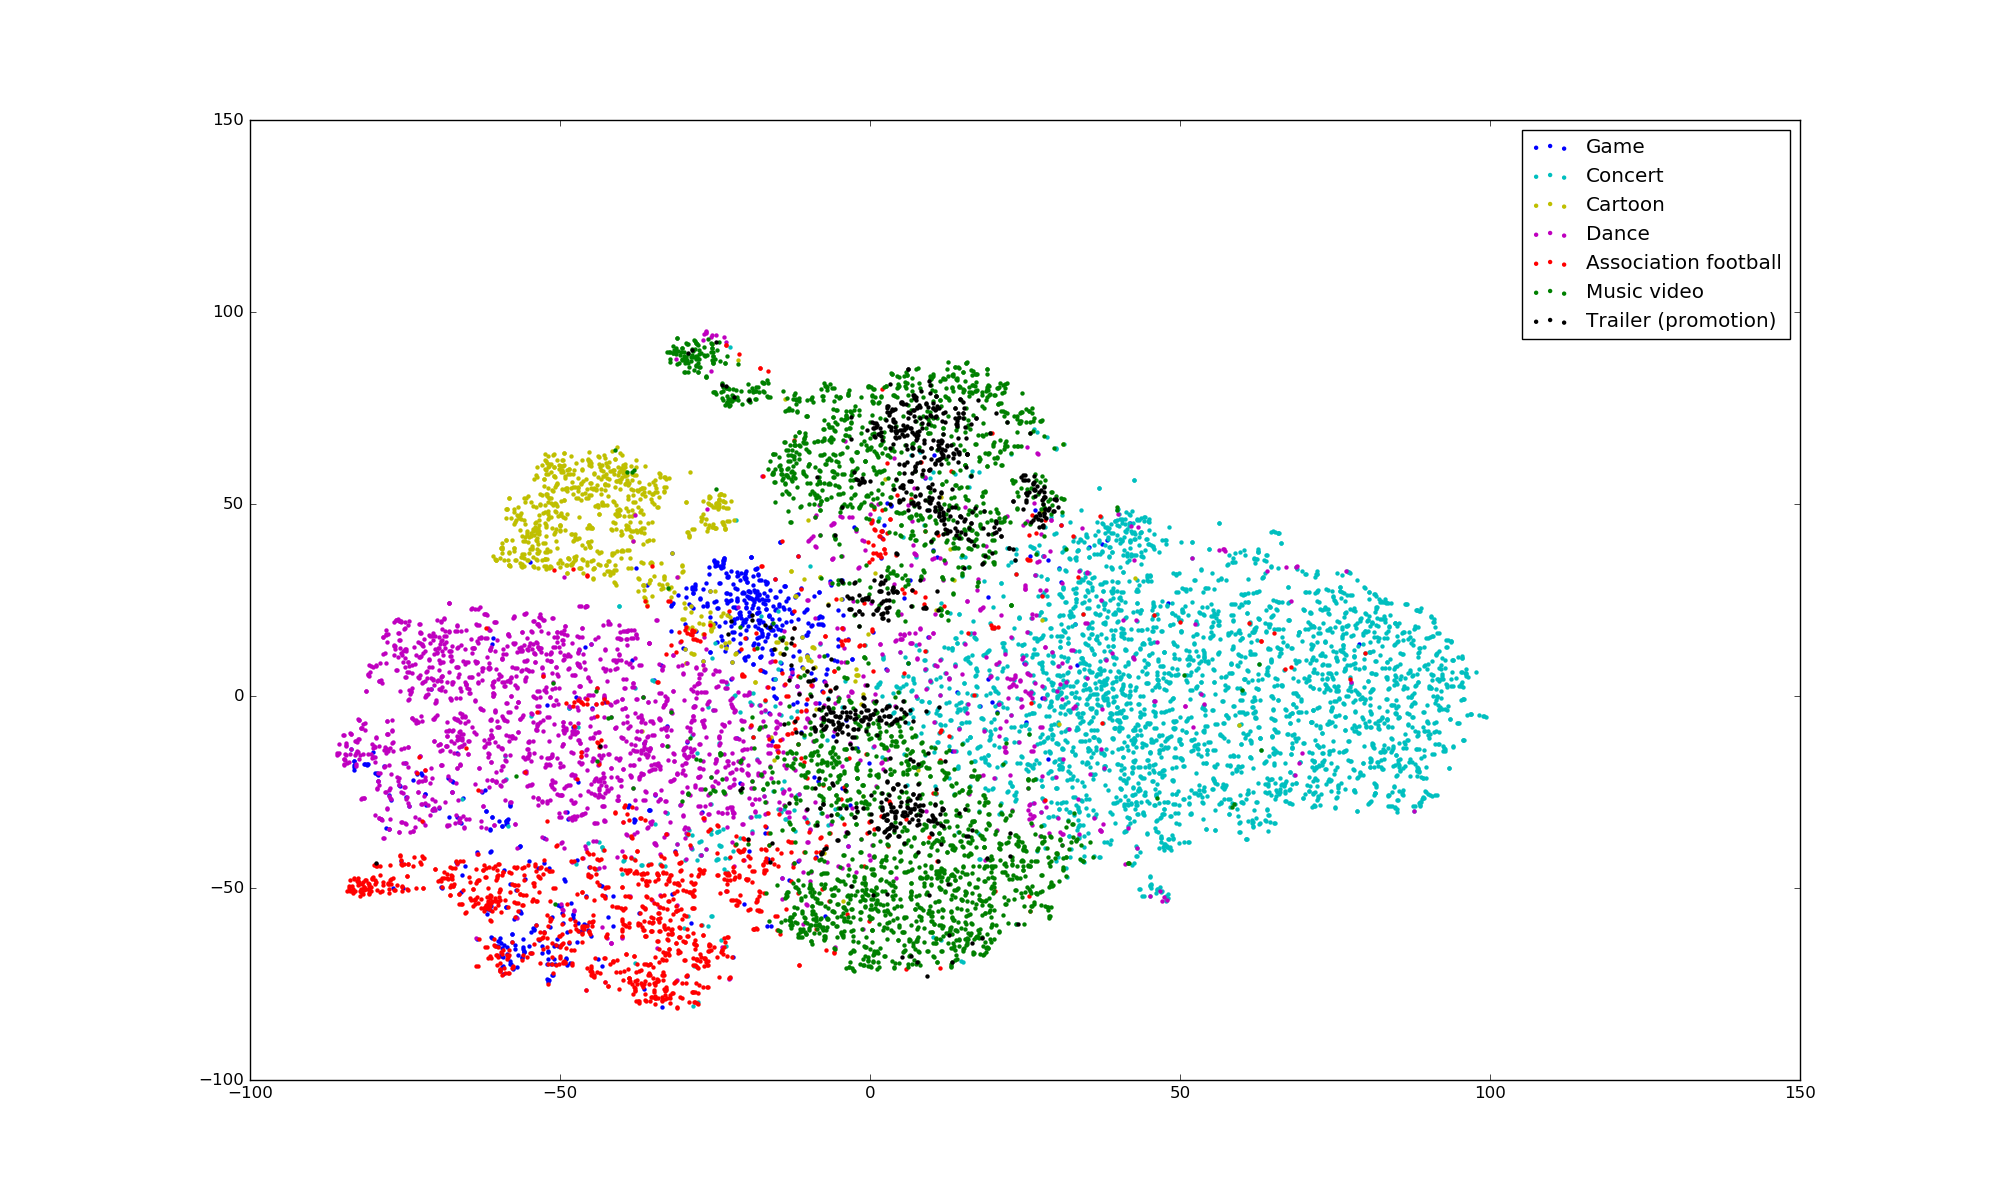 150
100
50
0
−50
−100
−100
−50
0
50
100
150
Game
Concert
Cartoon
Dance
Association football
Music video
Trailer (promotion)